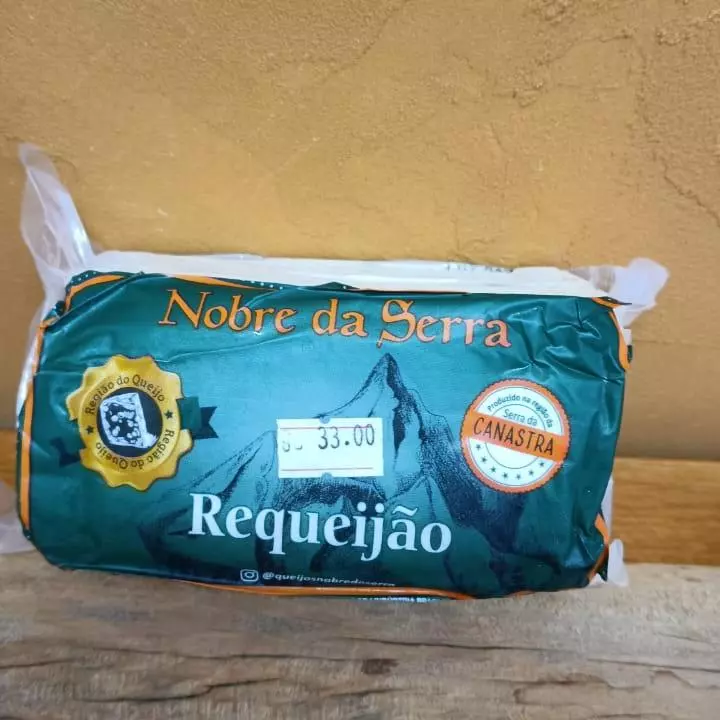 Nobre da Serra
Região do Queijo
Região do Queijo
Produzido na região da
Serra da
CANASTRA
33.00
Requeijão
@queijosnobredaserra